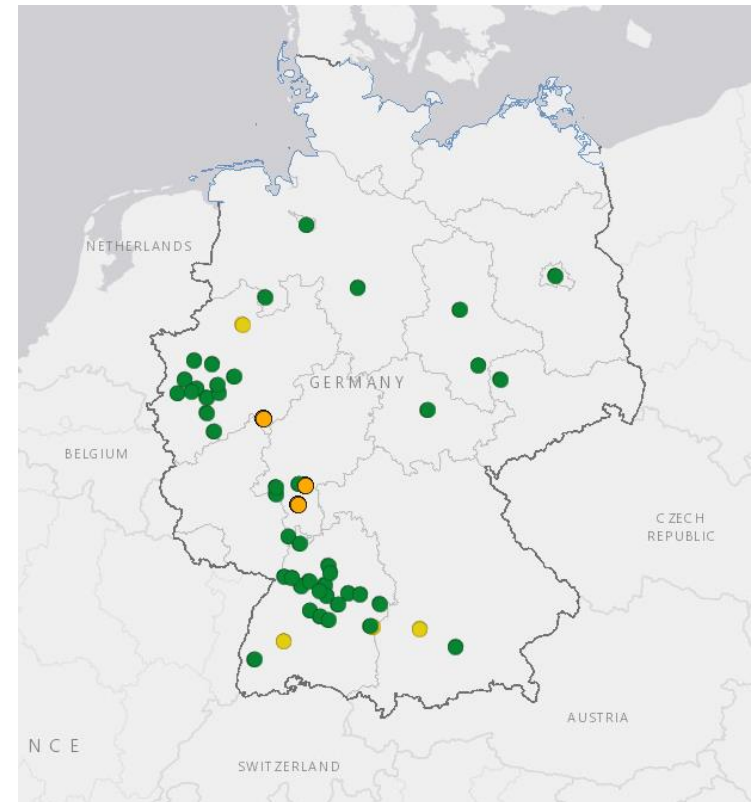 NETHERLANDS
GERMANY
BELGIUM
CZECH
REPUBLIC
AUSTRIA
NCE
SWITZERLAND